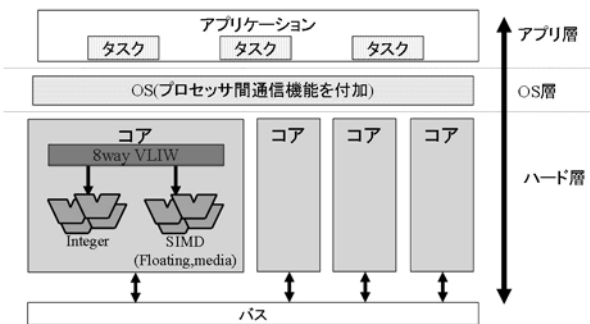 アプリケーション
タスク
タスク
タスク
アプリ層
OS(プロセッサ間通信機能を付加)
OS層
コア
コア
コア
コア
8way VLIW
ハード層
Integer
SIMD
(Floating,media)
バス